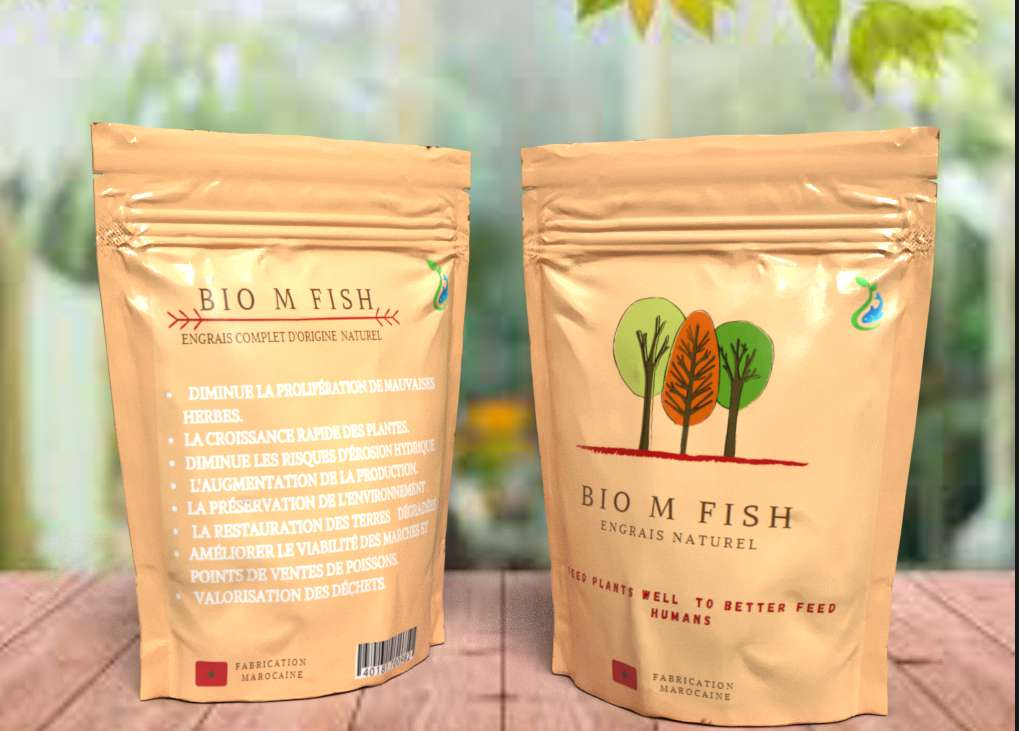 BIO M FISH
ENGRAIS COMPLET D'ORIGINE NATUREL
• DIMINUE LA PROLIFÉRATION DE MAUVAISES
HERBES.
• LA CROISSANCE RAPIDE DES PLANTES.
• DIMINUE LES RISQUES D'ÉROSION HYDRIQUE.
• L'AUGMENTATION DE LA PRODUCTION.
• LA PRÉSERVATION DE L'ENVIRONNEMENT
• LA RESTAURATION DES TERRES DÉGRADÉES.
• AMÉLIORER LE VIABILITÉ DES MARCHES ET
POINTS DE VENTES DE POISSONS.
• VALORISATION DES DÉCHETS.
FABRICATION
MAROCAINE
BIO M FISH
ENGRAIS NATUREL
FEED PLANTS WELL TO BETTER FEED
HUMANS
FABRICATION
MAROCAINE